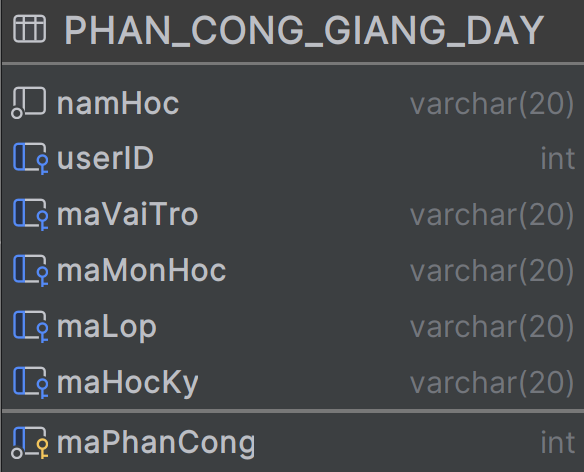 PHAN_CONG_GIANG_DAY
namHoc varchar(20)
userID int
maVaiTro varchar(20)
maMonHoc varchar(20)
maLop varchar(20)
maHocKy varchar(20)
maPhanCong int